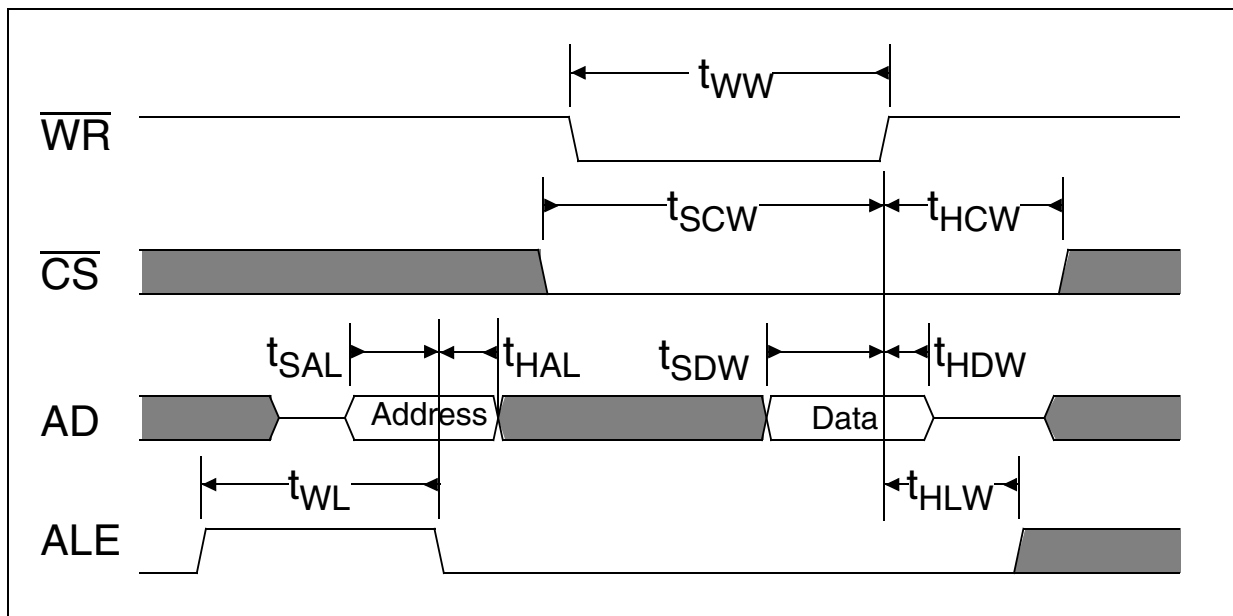 tWW
WR
tSCW
tHCW
CS
tSAL
tHAL
tSDW
tHDW
AD
Address
Data
tWL
tHLW
ALE